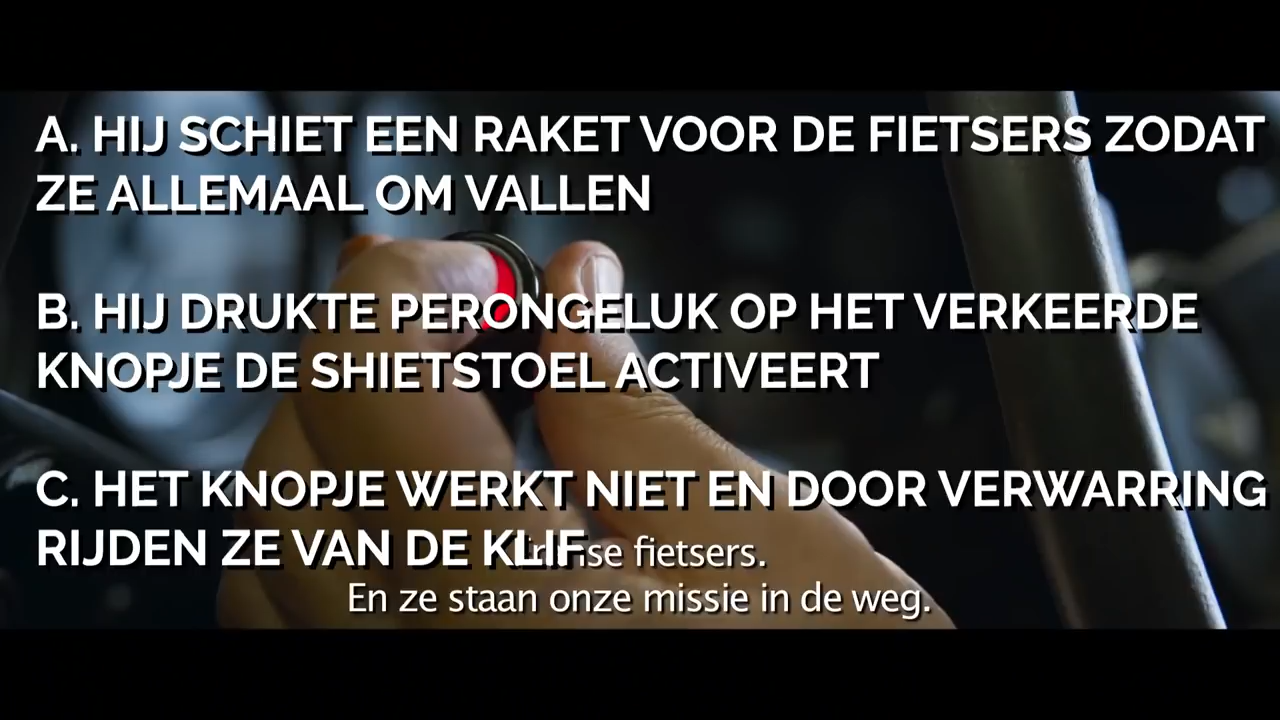 A. HIJ SCHIET EEN RAKET VOOR DE FIETSERS ZODAT
ZE ALLEMAAL OM VALLEN
B. HIJ DRUKTE PERONGELUK OP HET VERKEERDE
KNOPJE DE SHIETSTOEL ACTIVEERT
C. HET KNOPJE WERKT NIET EN DOOR VERWARRING
RIJDEN ZE VAN DE KLIF.
fietsers.
En ze staan onze missie in de weg.